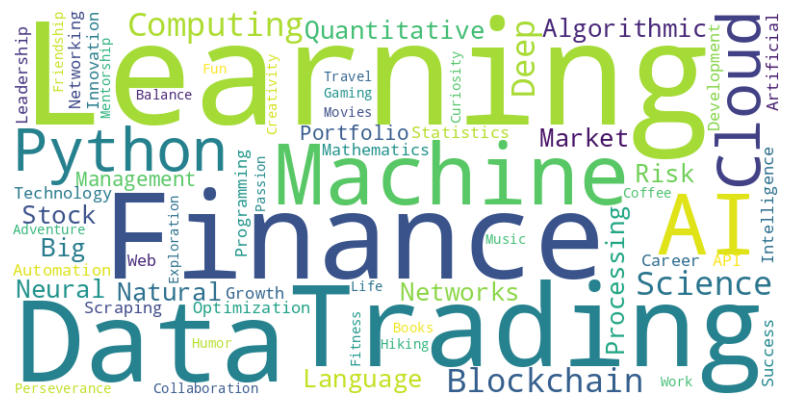 Learning
Computing
Quantitative
Deep
Algorithmic
Cloud
Artificial
Leadership
Friendship
Networking
Innovation
Mentorship
Balance
Fun
Creativity
Travel
Gaming
Movies
Curiosity
Development
Python
Portfolio
Statistics
Market
Mathematics
Management
Machine
Risk
Programming
Passion
Coffee
Intelligence
Technology
Stock
Adventure
Big
Finance
AI
Exploration
Web
Music
Processing
Career
API
Automation
Neural
Natural
Growth
Life
Networks
Science
Scraping
Optimization
Data
Trading
Humor
Fitness
Books
Hiking
Success
Perseverance
Collaboration
Language
Blockchain
Work